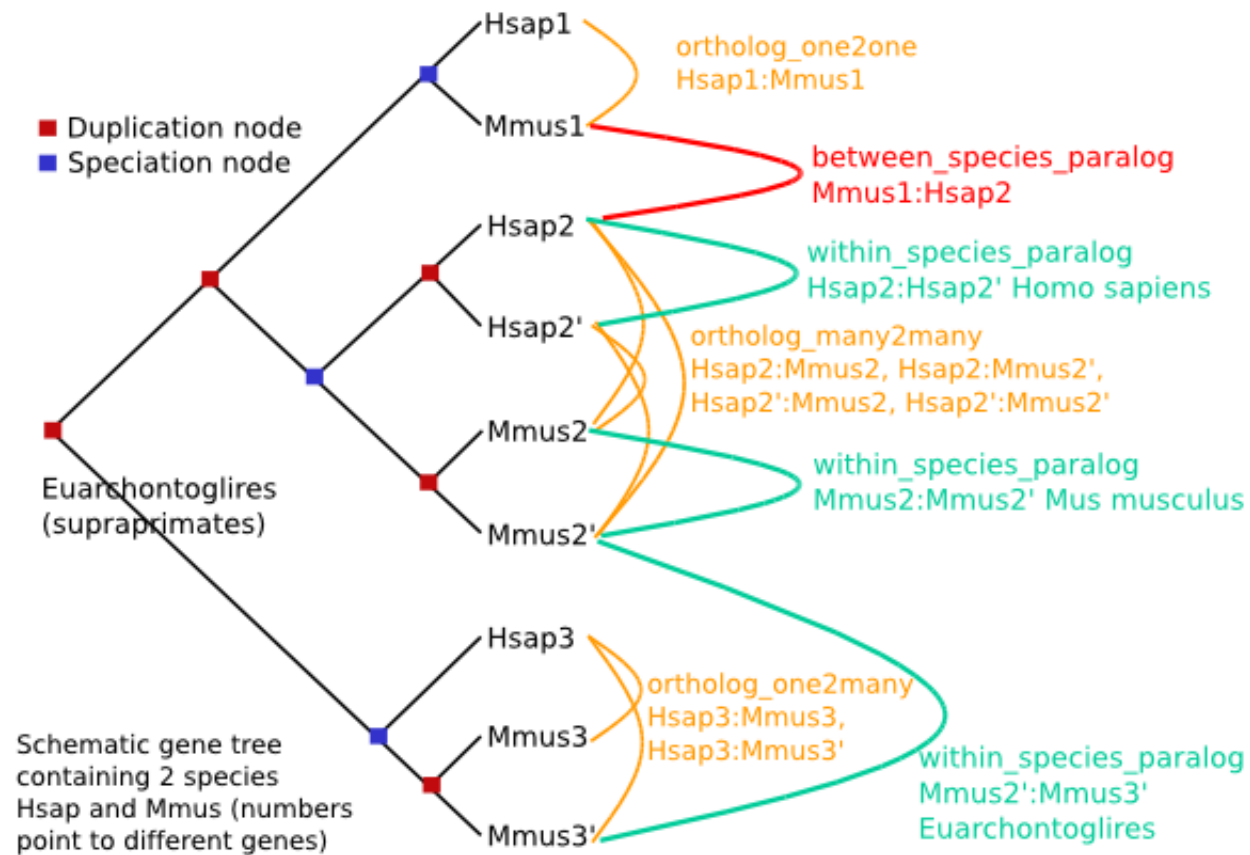 Hsap1
ortholog_one2one
Hsap1:Mmus1
Mmus1
Duplication node
Speciation node
between_species_paralog
Mmus1:Hsap2
Hsap2
within_species_paralog
Hsap2:Hsap2' Homo sapiens
Hsap2'
ortholog_many2many
Hsap2:Mmus2, Hsap2:Mmus2',
Hsap2':Mmus2, Hsap2':Mmus2'
Mmus2
within_species_paralog
Mmus2:Mmus2' Mus musculus
Euarchontoglires
(supraprimates)
Mmus2'
Hsap3
ortholog_one2many
Hsap3:Mmus3,
Hsap3:Mmus3'
Mmus3
Schematic gene tree
containing 2 species
Hsap and Mmus (numbers
point to different genes)
within_species_paralog
Mmus2':Mmus3'
Euarchontoglires
Mmus3'